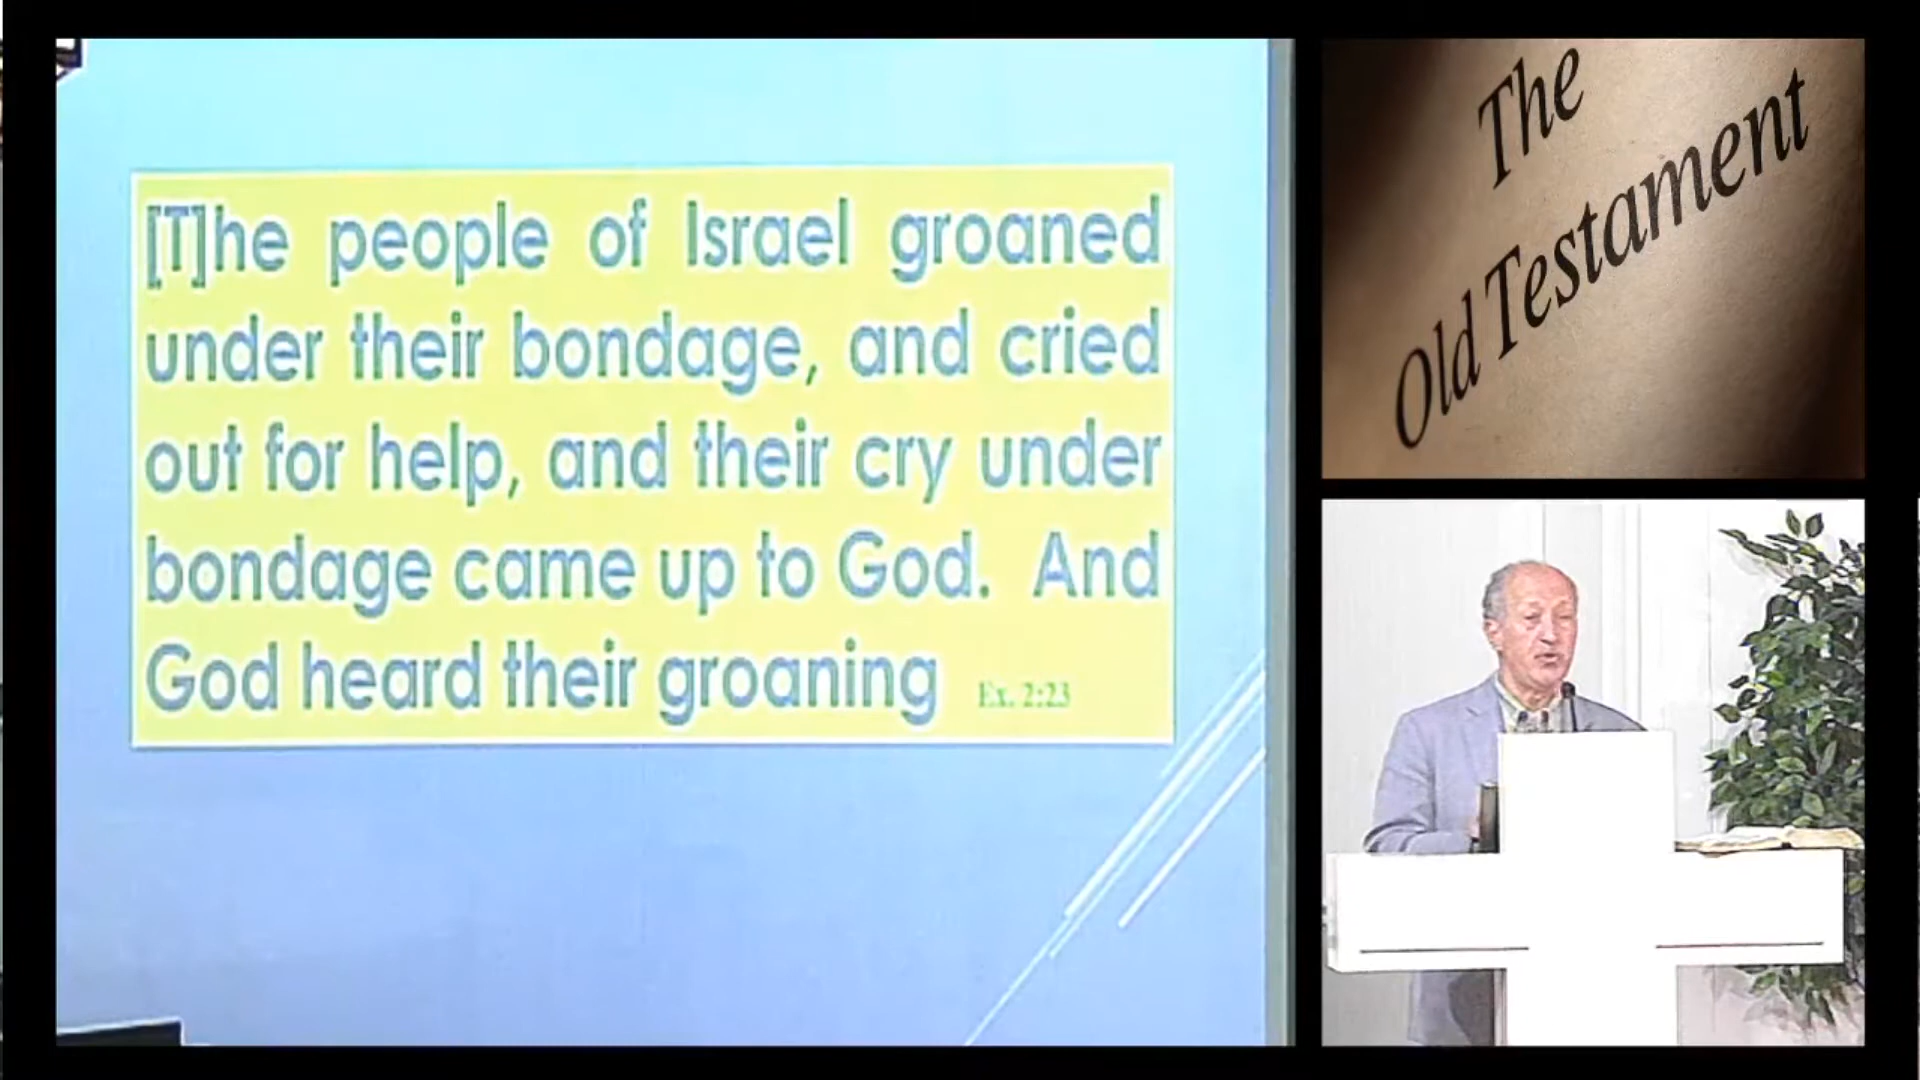 [T]he people of Israel groaned
under their bondage, and cried
out for help, and their cry under
bondage came up to God. And
God heard their groaning Ex. 2:23
The
Old Testament